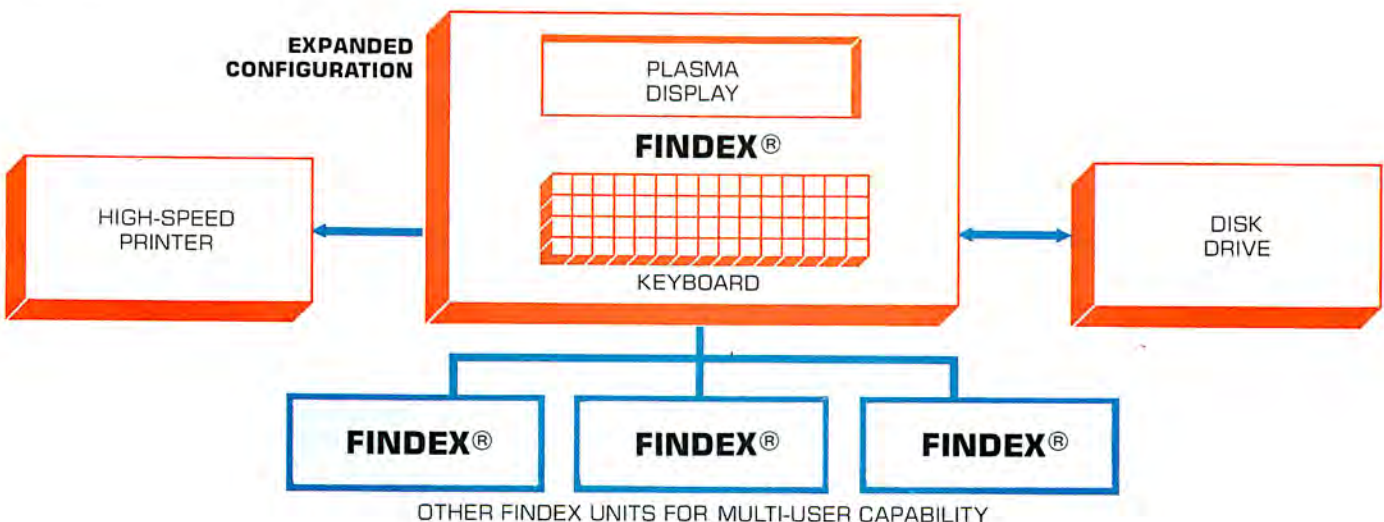 EXPANDED
CONFIGURATION
PLASMA
DISPLAY
FINDEX®
KEYBOARD
HIGH-SPEED
PRINTER
DISK
DRIVE
FINDEX®
FINDEX®
FINDEX®
OTHER FINDEX UNITS FOR MULTI-USER CAPABILITY